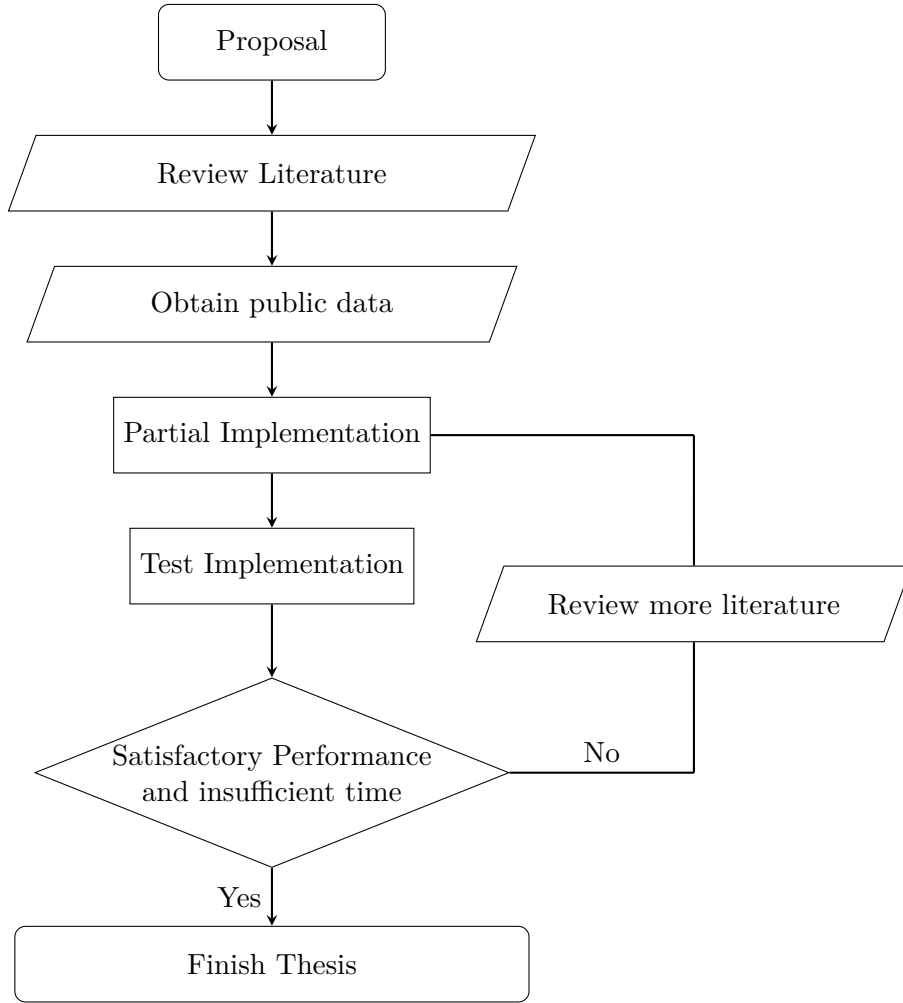 Proposal
Review Literature
Obtain public data
Partial Implementation
Test Implementation
Review more literature
Satisfactory Performance
and insufficient time
No
Yes
Finish Thesis